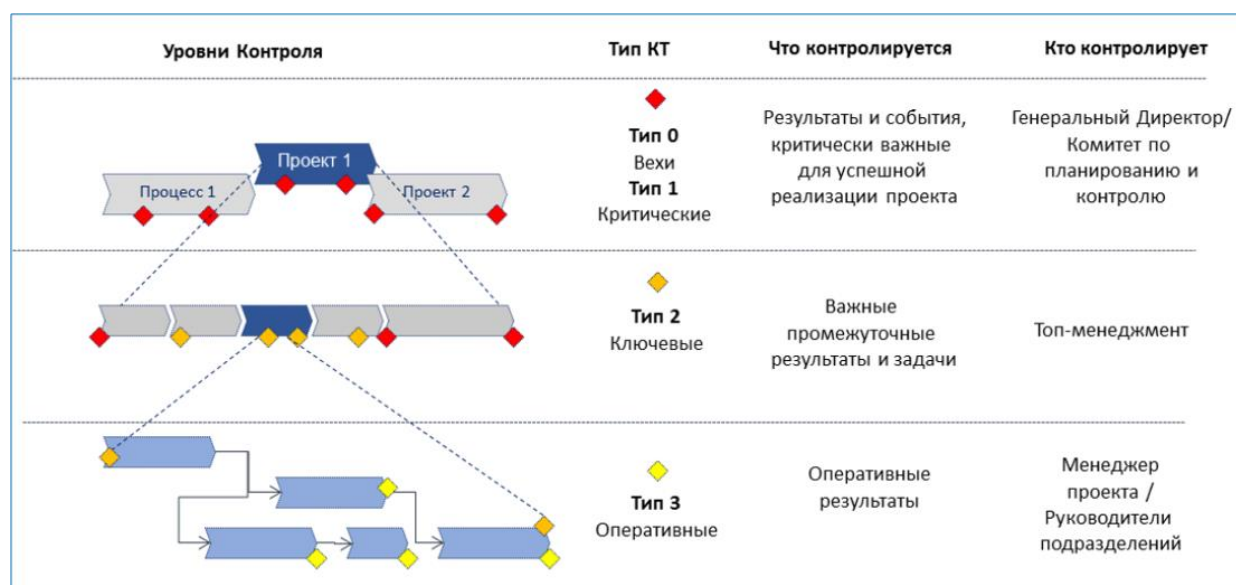 Уровни Контроля
Тип КТ
Что контролируется
Кто контролирует
Проект 1
Процесс 1
Проект 2
Тип 0
Вехи
Тип 1
Критические
Результаты и события,
критически важные
для успешной
реализации проекта
Генеральный Директор/
Комитет по
планированию и
контролю
Тип 2
Ключевые
Важные
промежуточные
результаты и задачи
Топ-менеджмент
Тип 3
Оперативные
Оперативные
результаты
Менеджер
проекта /
Руководители
подразделений